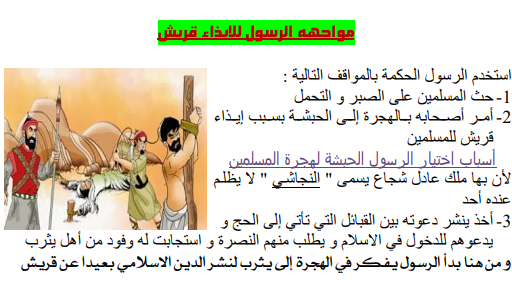 مواجهه الرسول للايذاء قريش
استخدم الرسول الحكمة بالمواقف التالية :
1- حث المسلمين على الصبر و التحمل
2- أمر أصحابه بالهجرة إلى الحبشة بسبب إيذاء
قريش للمسلمين
أسباب اختيار الرسول الحبشة لهجرة المسلمين
لأن بها ملك عادل شجاع يسمى " النجاشي " لا يظلم
عنده أحد
3- أخذ ينشر دعوته بين القبائل التي تأتي إلى الحج و
يدعوهم للدخول في الاسلام و يطلب منهم النصرة و استجابت له وفود من أهل يثرب
و من هنا بدأ الرسول يفكر في الهجرة إلى يثرب لنشر الدين الاسلامي بعيدا عن قريش